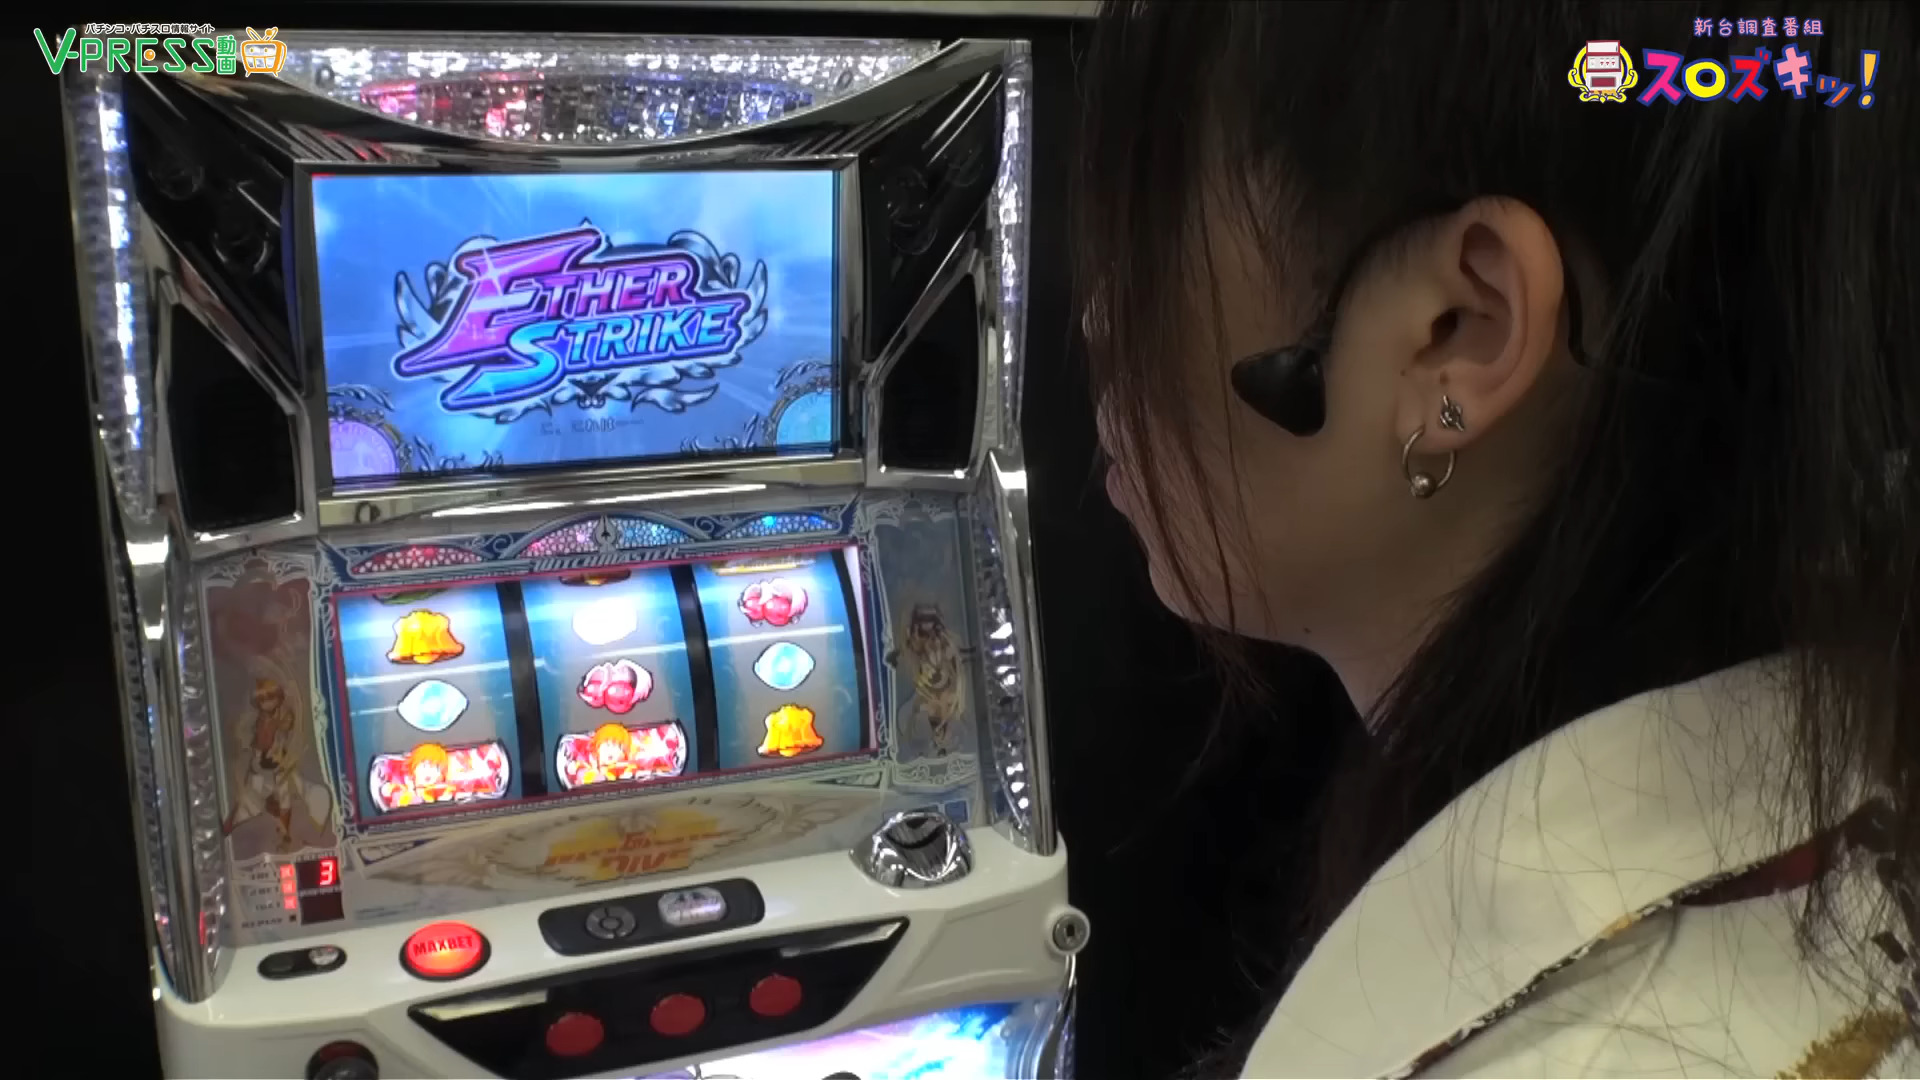 パチンコ・パチスロ情報サイト
V-PRESS動画
新台調査番組
スロズキッ!
ETHER
STRIKE
WITCHMASTER
3
MAXBET